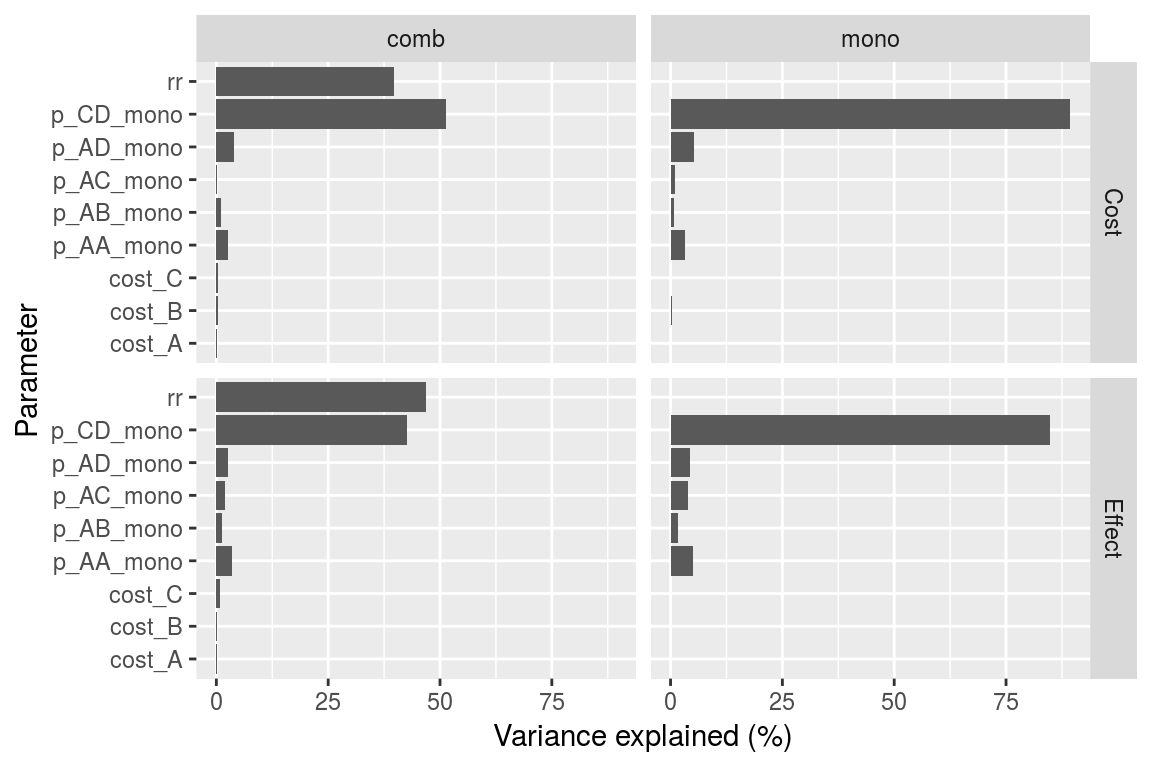 comb
mono
rr
p_CD_mono
p_AD_mono
p_AC_mono
p_AB_mono
p_AA_mono
cost_C
cost_B
cost_A
Cost
Parameter
rr
p_CD_mono
p_AD_mono
p_AC_mono
p_AB_mono
p_AA_mono
cost_C
cost_B
cost_A
Effect
0 25 50 75
0 25 50 75
Variance explained (%)